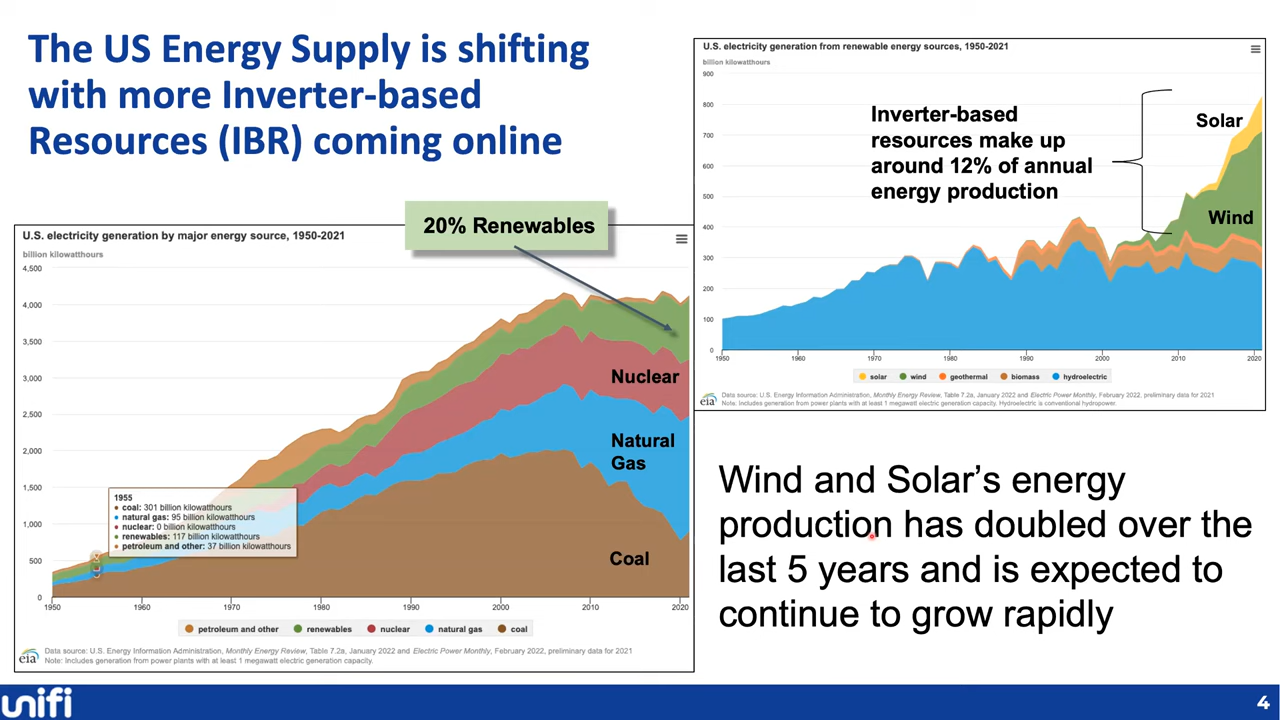 The US Energy Supply is shifting
with more Inverter-based
Resources (IBR) coming online
20% Renewables
U.S. electricity generation by major energy source, 1950-2021
billion kilowatthours
4,500
4,000
3,500
3,000
2,500
2,000
1,500
1,000
500
0
Nuclear
Natural
Gas
Coal
1955
coal: 301 billion kilowatthours
natural gas: 95 billion kilowatthours
nuclear: 0 billion kilowatthours
renewables: 117 billion kilowatthours
petroleum and other: 37 billion kilowatthours
1950 1960 1970 1980 1990 2000 2010 2020
petroleum and other renewables nuclear natural gas coal
eia Data source: U.S. Energy Information Administration, Monthly Energy Review, Table 7.2a, January 2022 and Electric Power Monthly, February 2022, preliminary data for 2021
Note: Includes generation from power plants with at least 1 megawatt electric generation capacity.
U.S. electricity generation from renewable energy sources, 1950-2021
billion kilowatthours
900
800
700
600
500
400
300
200
100
0
Inverter-based
resources make up
around 12% of annual
energy production
Solar
Wind
1950 1960 1970 1980 1990 2000 2010 2020
solar wind geothermal biomass hydroelectric
eia Data source: U.S. Energy Information Administration, Monthly Energy Review, Table 7.2a, January 2022 and Electric Power Monthly, February 2022, preliminary data for 2021
Note: Includes generation from power plants with at least 1 megawatt electric generation capacity. Hydroelectric is conventional hydropower.
Wind and Solar’s energy
production has doubled over the
last 5 years and is expected to
continue to grow rapidly
unifi
4